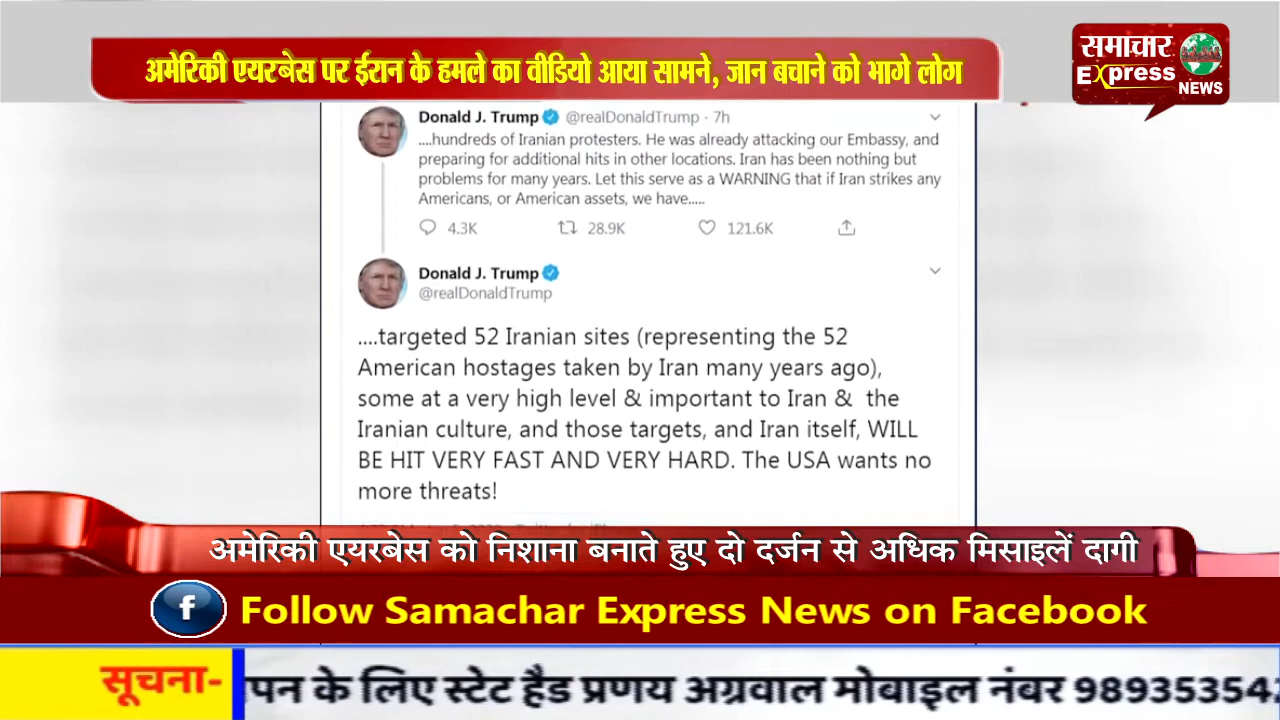 अमेरिकी एयरबेस पर ईरान के हमले का वीडियो आया सामने, जान बचाने को भागे लोग
समाचार
Express
NEWS
Donald J. Trump @realDonaldTrump · 7h
....hundreds of Iranian protesters. He was already attacking our Embassy, and
preparing for additional hits in other locations. Iran has been nothing but
problems for many years. Let this serve as a WARNING that if Iran strikes any
Americans, or American assets, we have.....
4.3K 28.9K 121.6K
Donald J. Trump
@realDonaldTrump
....targeted 52 Iranian sites (representing the 52
American hostages taken by Iran many years ago),
some at a very high level & important to Iran & the
Iranian culture, and those targets, and Iran itself, WILL
BE HIT VERY FAST AND VERY HARD. The USA wants no
more threats!
अमेरिकी एयरबेस को निशाना बनाते हुए दो दर्जन से अधिक मिसाइलें दागी
f Follow Samachar Express News on Facebook
सूचना- पन के लिए स्टेट हैड प्रणय अग्रवाल मोबाइल नंबर 98935354